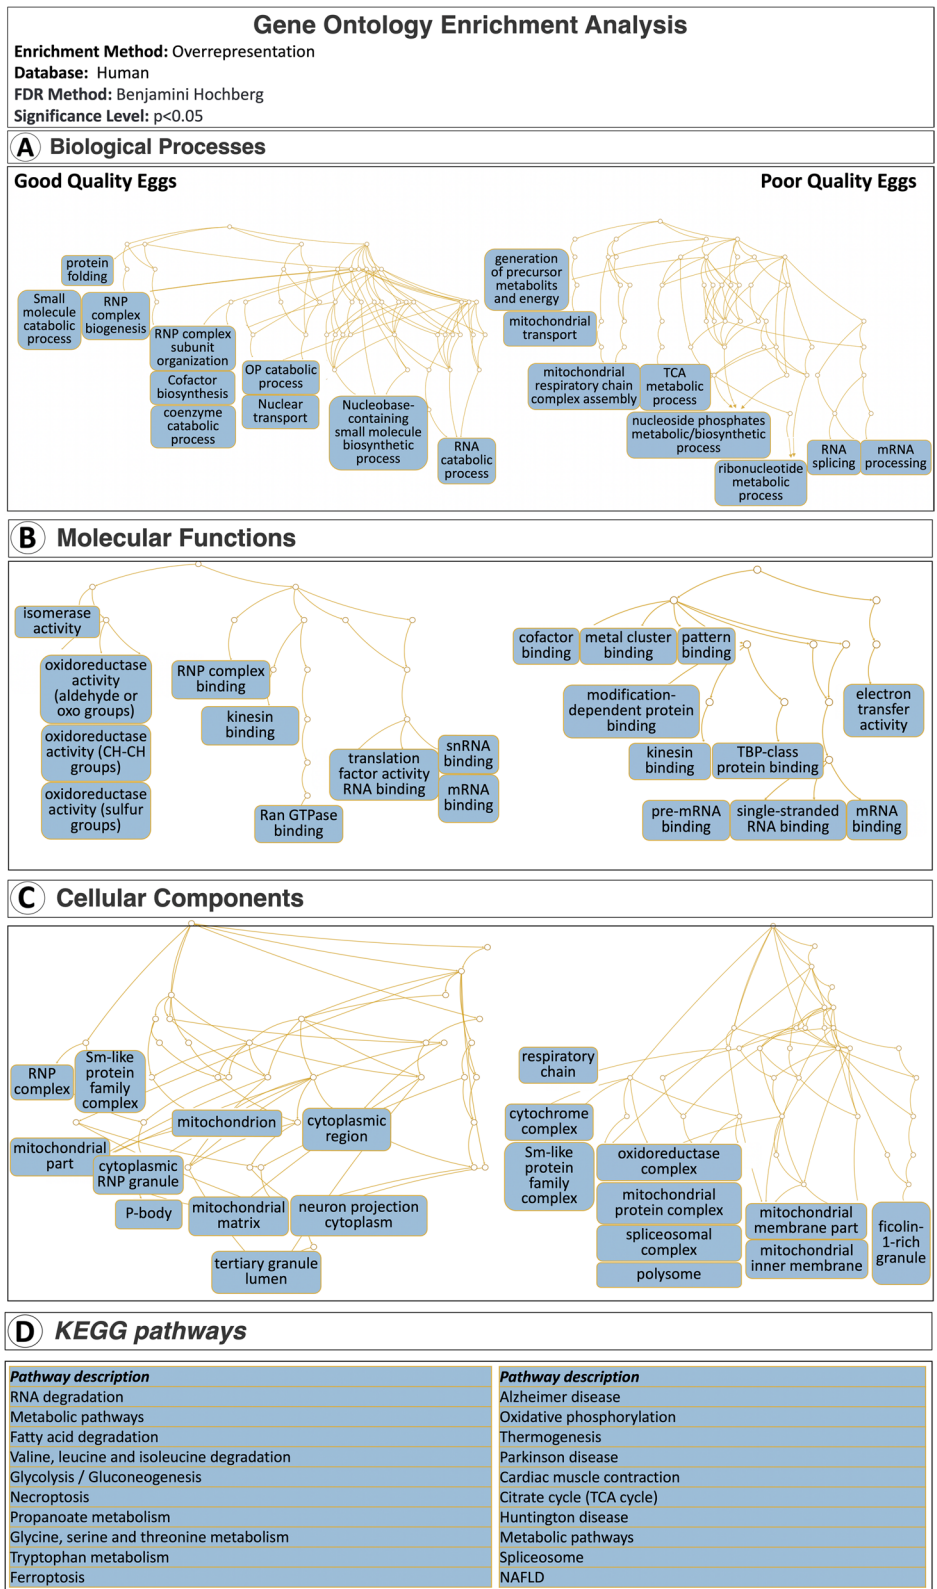 Gene Ontology Enrichment Analysis
Enrichment Method: Overrepresentation
Database: Human
FDR Method: Benjamini Hochberg
Significance Level: p<0.05
A Biological Processes
Good Quality Eggs
Poor Quality Eggs
protein
folding
Small
molecule
catabolic
process
RNP
complex
biogenesis
RNP complex
subunit
organization
Cofactor
biosynthesis
coenzyme
catabolic
process
OP catabolic
process
Nuclear
transport
Nucleobase-
containing
small molecule
biosynthetic
process
RNA
catabolic
process
generation
of precursor
metabolits
and energy
mitochondrial
transport
mitochondrial
respiratory chain
complex assembly
TCA
metabolic
process
nucleoside phosphates
metabolic/biosynthetic
process
ribonucleotide
metabolic
process
RNA
splicing
mRNA
processing
B Molecular Functions
isomerase
activity
oxidoreductase
activity
(aldehyde or
oxo groups)
oxidoreductase
activity (CH-CH
groups)
oxidoreductase
activity (sulfur
groups)
RNP complex
binding
kinesin
binding
Ran GTPase
binding
translation
factor activity
RNA binding
snRNA
binding
mRNA
binding
cofactor
binding
metal cluster
binding
pattern
binding
modification-
dependent protein
binding
kinesin
binding
TBP-class
protein binding
electron
transfer
activity
pre-mRNA
binding
single-stranded
RNA binding
mRNA
binding
C Cellular Components
RNP
complex
Sm-like
protein
family
complex
mitochondrion
cytoplasmic
region
mitochondrial
part
cytoplasmic
RNP granule
P-body
mitochondrial
matrix
neuron projection
cytoplasm
tertiary granule
lumen
respiratory
chain
cytochrome
complex
Sm-like
protein
family
complex
oxidoreductase
complex
mitochondrial
protein complex
spliceosomal
complex
polysome
mitochondrial
membrane part
mitochondrial
inner membrane
ficolin-
1-rich
granule
D KEGG pathways
Pathway description
RNA degradation
Metabolic pathways
Fatty acid degradation
Valine, leucine and isoleucine degradation
Glycolysis / Gluconeogenesis
Necroptosis
Propanoate metabolism
Glycine, serine and threonine metabolism
Tryptophan metabolism
Ferroptosis
Pathway description
Alzheimer disease
Oxidative phosphorylation
Thermogenesis
Parkinson disease
Cardiac muscle contraction
Citrate cycle (TCA cycle)
Huntington disease
Metabolic pathways
Spliceosome
NAFLD